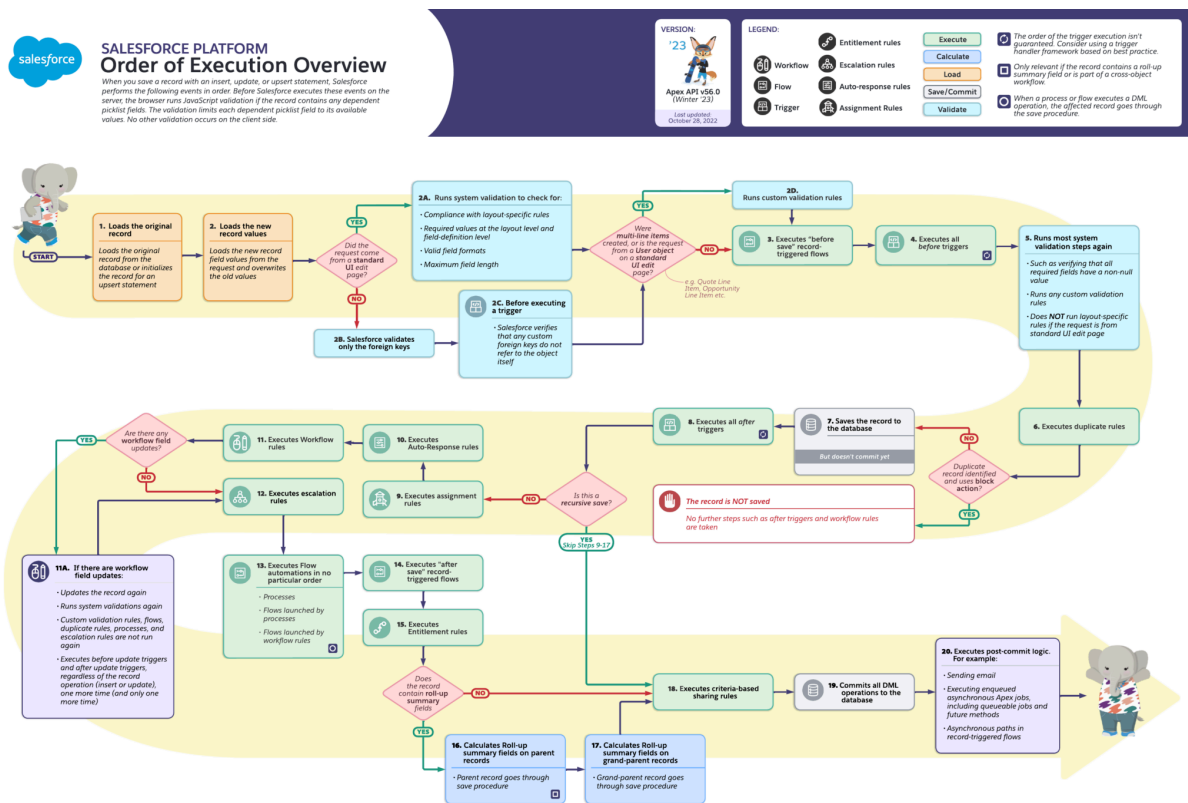 salesforce
SALESFORCE PLATFORM
Order of Execution Overview
When you save a record with an insert, update, or upsert statement, Salesforce
performs the following events in order. Before Salesforce executes these events on
the server, the browser runs JavaScript validation if the record contains any dependent
picklist fields. The validation limits each dependent picklist field to its available
values. No other validation occurs on the client side.
VERSION:
'23
Apex API v56.0
(Winter '23)
Last updated:
October 28, 2022
LEGEND:
Workflow
Flow
Trigger
Entitlement rules
Escalation rules
Auto-response rules
Assignment Rules
Execute
Calculate
Load
Save/Commit
Validate
The order of the trigger execution isn't
guaranteed. Consider using a trigger
handler framework based on best practice.
Only relevant if the record contains a roll-up
summary field or is part of a cross-object
workflow.
When a process or flow executes a DML
operation, the affected record goes through
the save procedure.
START
1. Loads the original
record
Loads the original
record from the
database or initializes
the record for an
upsert statement
2. Loads the new
record values
Loads the new record
field values from the
request and overwrites
the old values
Did the
request come
from a standard
UI edit
page?
YES
NO
2A. Runs system validation to check for:
• Compliance with layout-specific rules
• Required values at the layout level and
field-definition level
• Valid field formats
• Maximum field length
2B. Salesforce validates
only the foreign keys
2C. Before executing
a trigger
• Salesforce verifies
that any custom
foreign keys do not
refer to the object
itself
Were
multi-line items
created, or is the request
from a User object
on a standard
UI edit
page?
YES
NO
e.g. Quote Line
Item, Opportunity
Line Item etc.
2D.
Runs custom validation rules
3. Executes "before
save" record-
triggered flows
4. Executes all
before triggers
5. Runs most system
validation steps again
• Such as verifying that all
required fields have a non-null
value
• Runs any custom validation
rules
• Does NOT run layout-specific
rules if the request is from
standard UI edit page
6. Executes duplicate rules
Duplicate
record identified
and uses block
action?
NO
YES
7. Saves the record to
the database
But doesn't commit yet
The record is NOT saved
No further steps such as after triggers and workflow rules
are taken
8. Executes all after
triggers
Is this a
recursive save?
NO
YES
Skip Steps 9-17
9. Executes assignment
rules
10. Executes
Auto-Response rules
11. Executes Workflow
rules
Are there any
workflow field
updates?
YES
NO
11A. If there are workflow
field updates:
• Updates the record again
• Runs system validations again
• Custom validation rules, flows,
duplicate rules, processes, and
escalation rules are not run
again
• Executes before update triggers
and after update triggers,
regardless of the record
operation (insert or update),
one more time (and only one
more time)
12. Executes escalation
rules
13. Executes Flow
automations in no
particular order
• Processes
• Flows launched by
processes
• Flows launched by
workflow rules
14. Executes "after
save" record-
triggered flows
15. Executes
Entitlement rules
Does
the record
contain roll-up
summary
fields
NO
YES
16. Calculates Roll-up
summary fields on parent
records
• Parent record goes through
save procedure
17. Calculates Roll-up
summary fields on
grand-parent records
• Grand-parent record goes
through save procedure
18. Executes criteria-based
sharing rules
19. Commits all DML
operations to the
database
20. Executes post-commit logic.
For example:
• Sending email
• Executing enqueued
asynchronous Apex jobs,
including queueable jobs and
future methods
• Asynchronous paths in
record-triggered flows